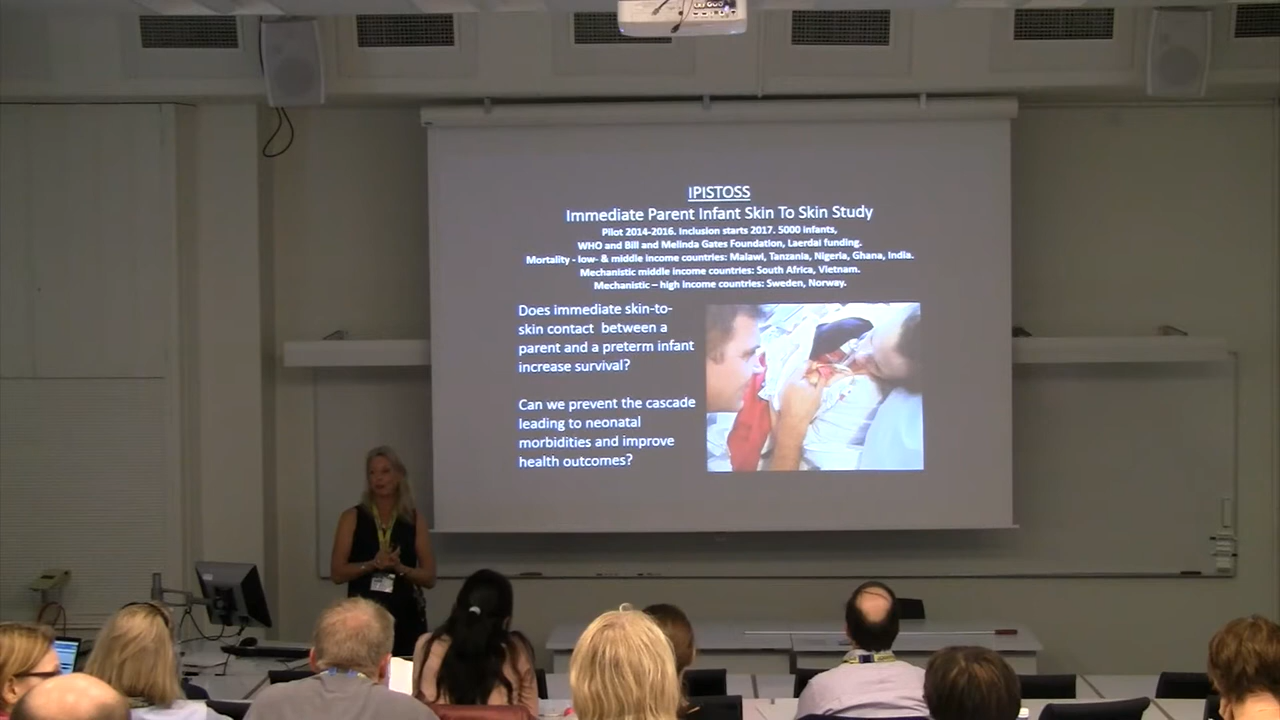 IPISTOSS
Immediate Parent Infant Skin To Skin Study
Pilot 2014-2016. Inclusion starts 2017. 5000 infants,
WHO and Bill and Melinda Gates Foundation, Laerdal funding.
Mortality - low- & middle income countries: Malawi, Tanzania, Nigeria, Ghana, India.
Mechanistic middle income countries: South Africa, Vietnam.
Mechanistic – high income countries: Sweden, Norway.
Does immediate skin-to-
skin contact between a
parent and a preterm infant
increase survival?
Can we prevent the cascade
leading to neonatal
morbidities and improve
health outcomes?